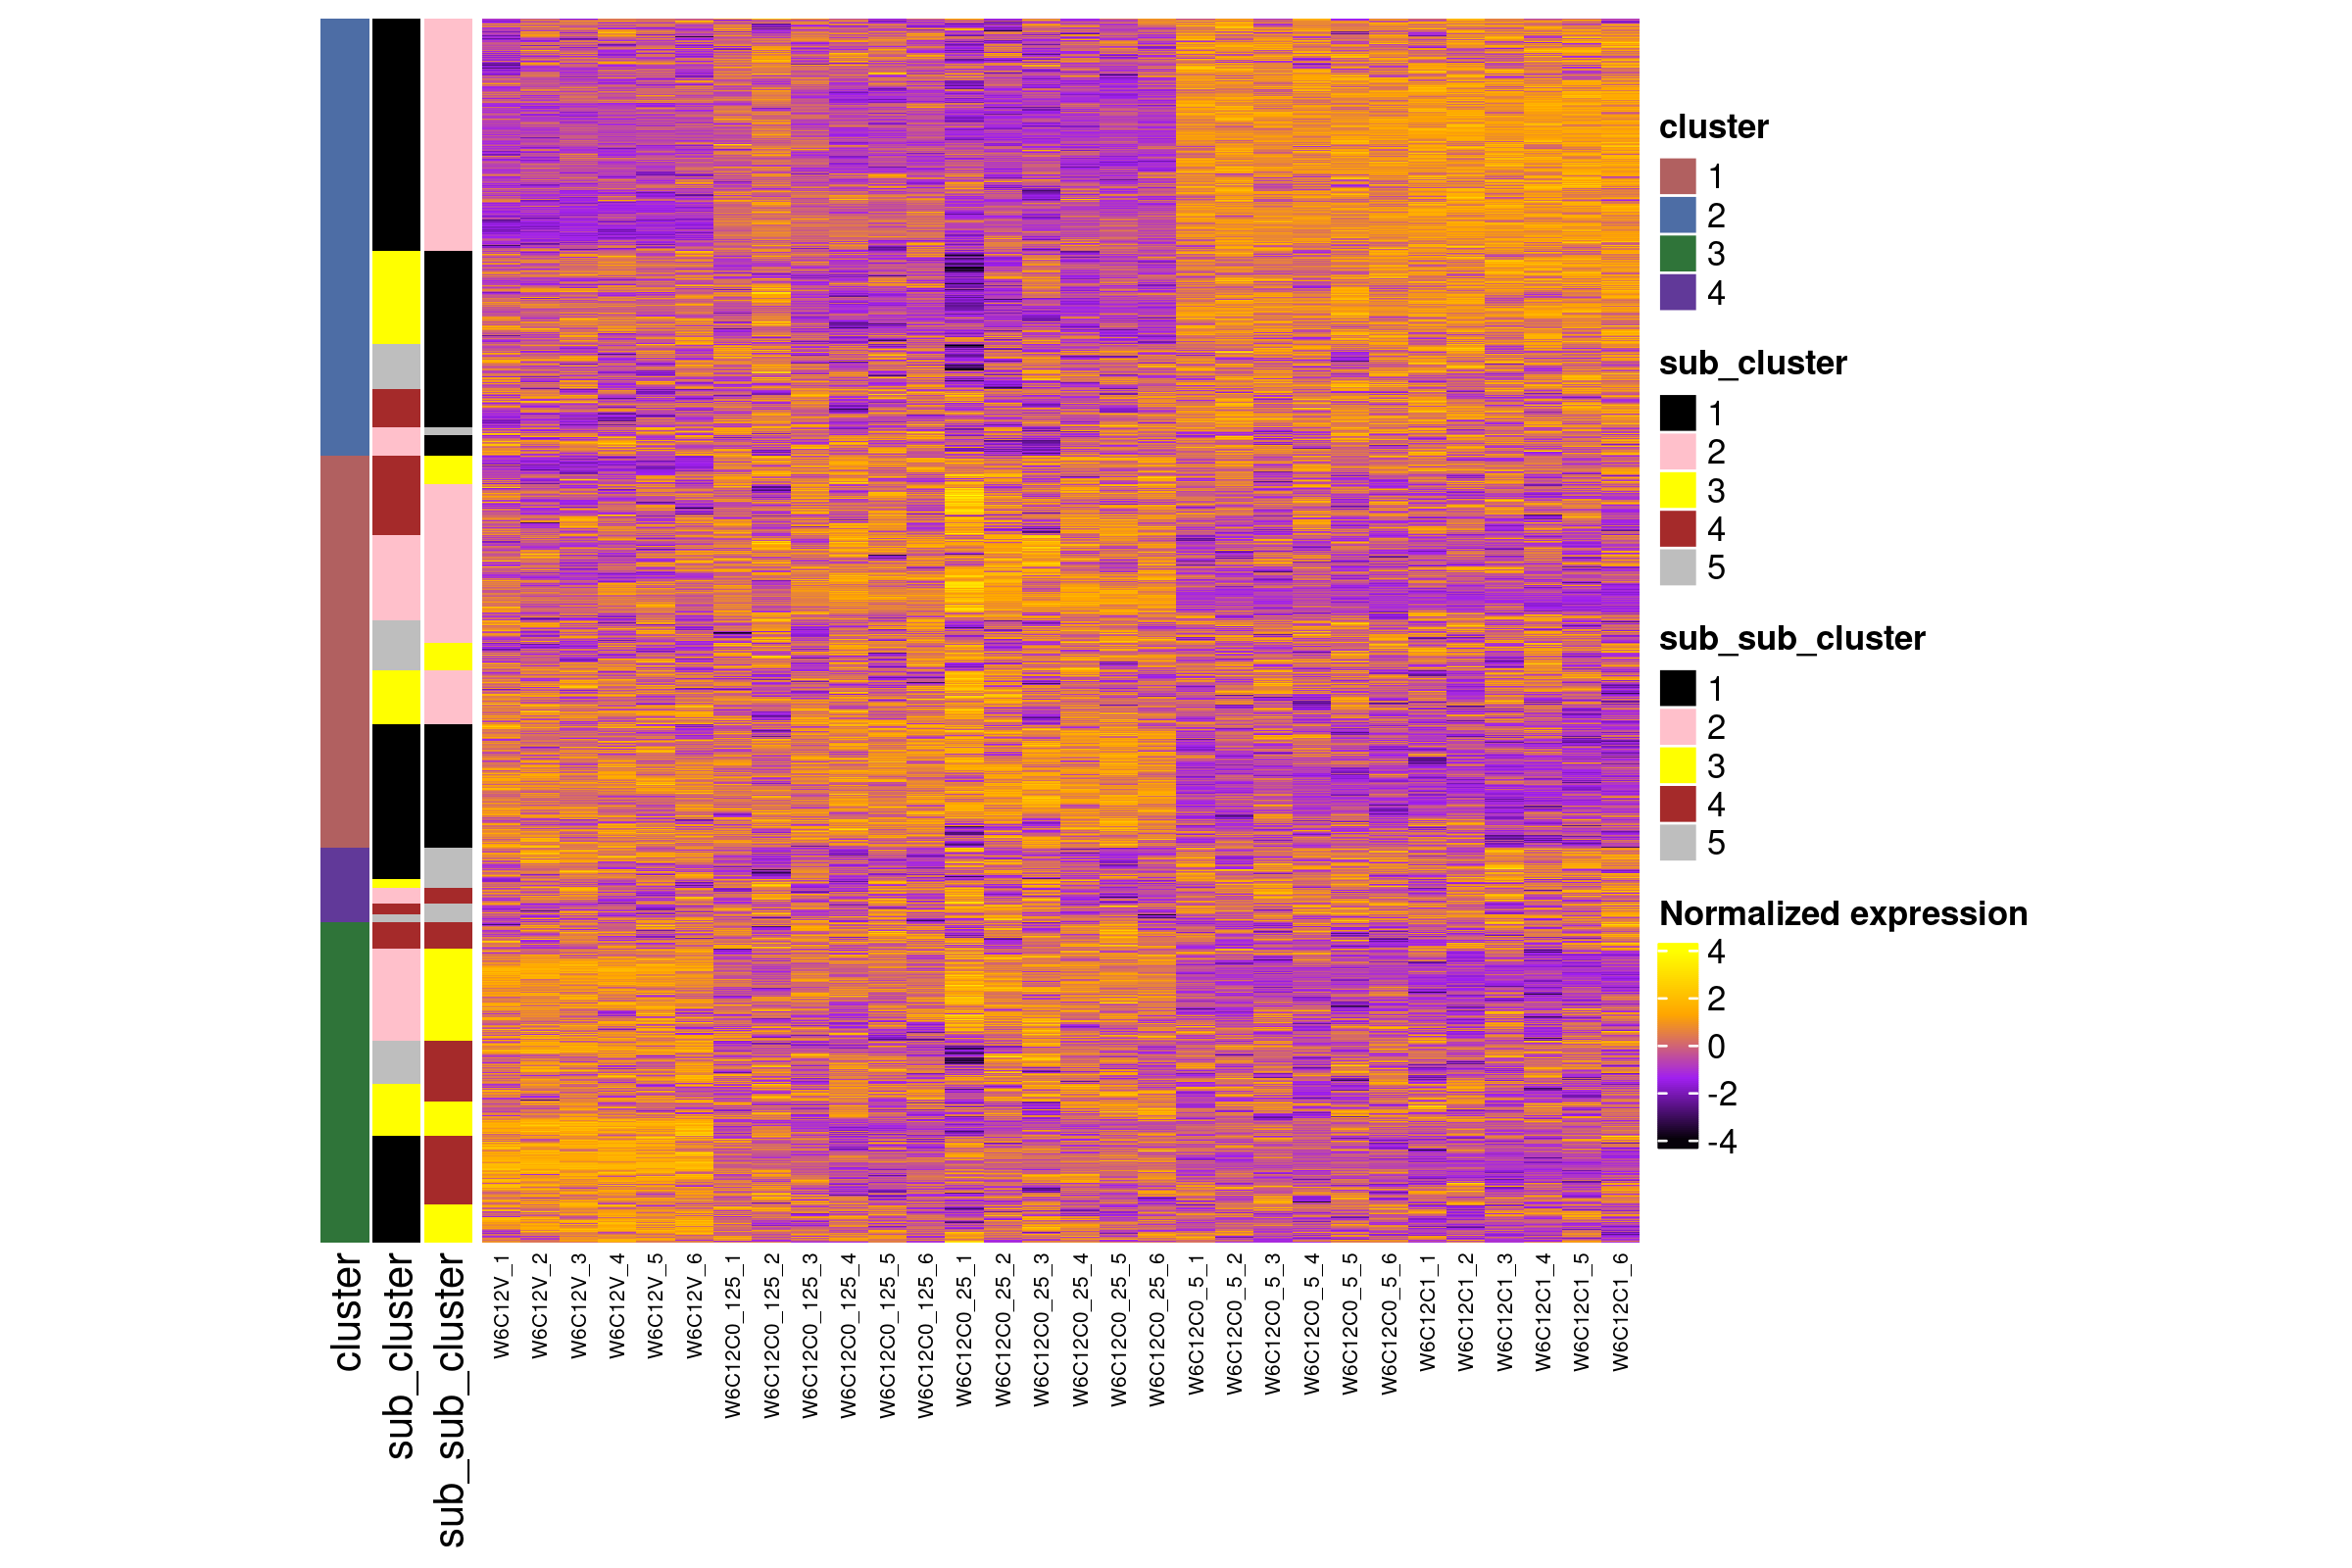 cluster
1
2
3
4
sub_cluster
1
2
3
4
5
sub_sub_cluster
1
2
3
4
5
Normalized expression
4
2
0
-2
-4
cluster
sub_cluster
sub_sub_cluster
W6C12V_1
W6C12V_2
W6C12V_3
W6C12V_4
W6C12V_5
W6C12V_6
W6C12C0_125_1
W6C12C0_125_2
W6C12C0_125_3
W6C12C0_125_4
W6C12C0_125_5
W6C12C0_125_6
W6C12C0_25_1
W6C12C0_25_2
W6C12C0_25_3
W6C12C0_25_4
W6C12C0_25_5
W6C12C0_25_6
W6C12C0_5_1
W6C12C0_5_2
W6C12C0_5_3
W6C12C0_5_4
W6C12C0_5_5
W6C12C0_5_6
W6C12C1_1
W6C12C1_2
W6C12C1_3
W6C12C1_4
W6C12C1_5
W6C12C1_6